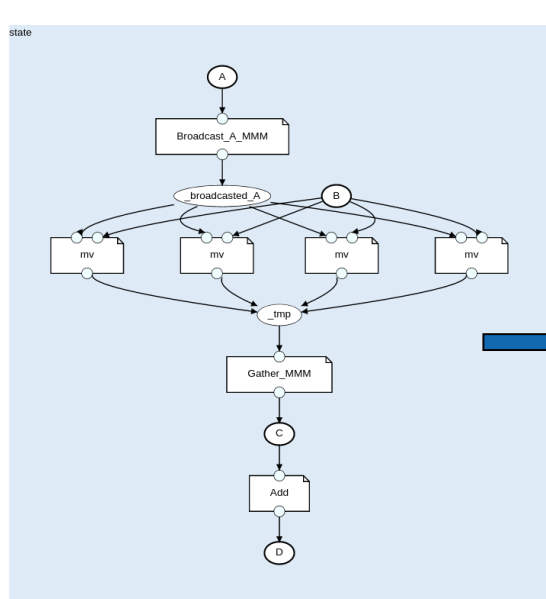 state
A
Broadcast_A_MMM
_broadcasted_A
B
mv
mv
mv
mv
_tmp
Gather_MMM
C
Add
D